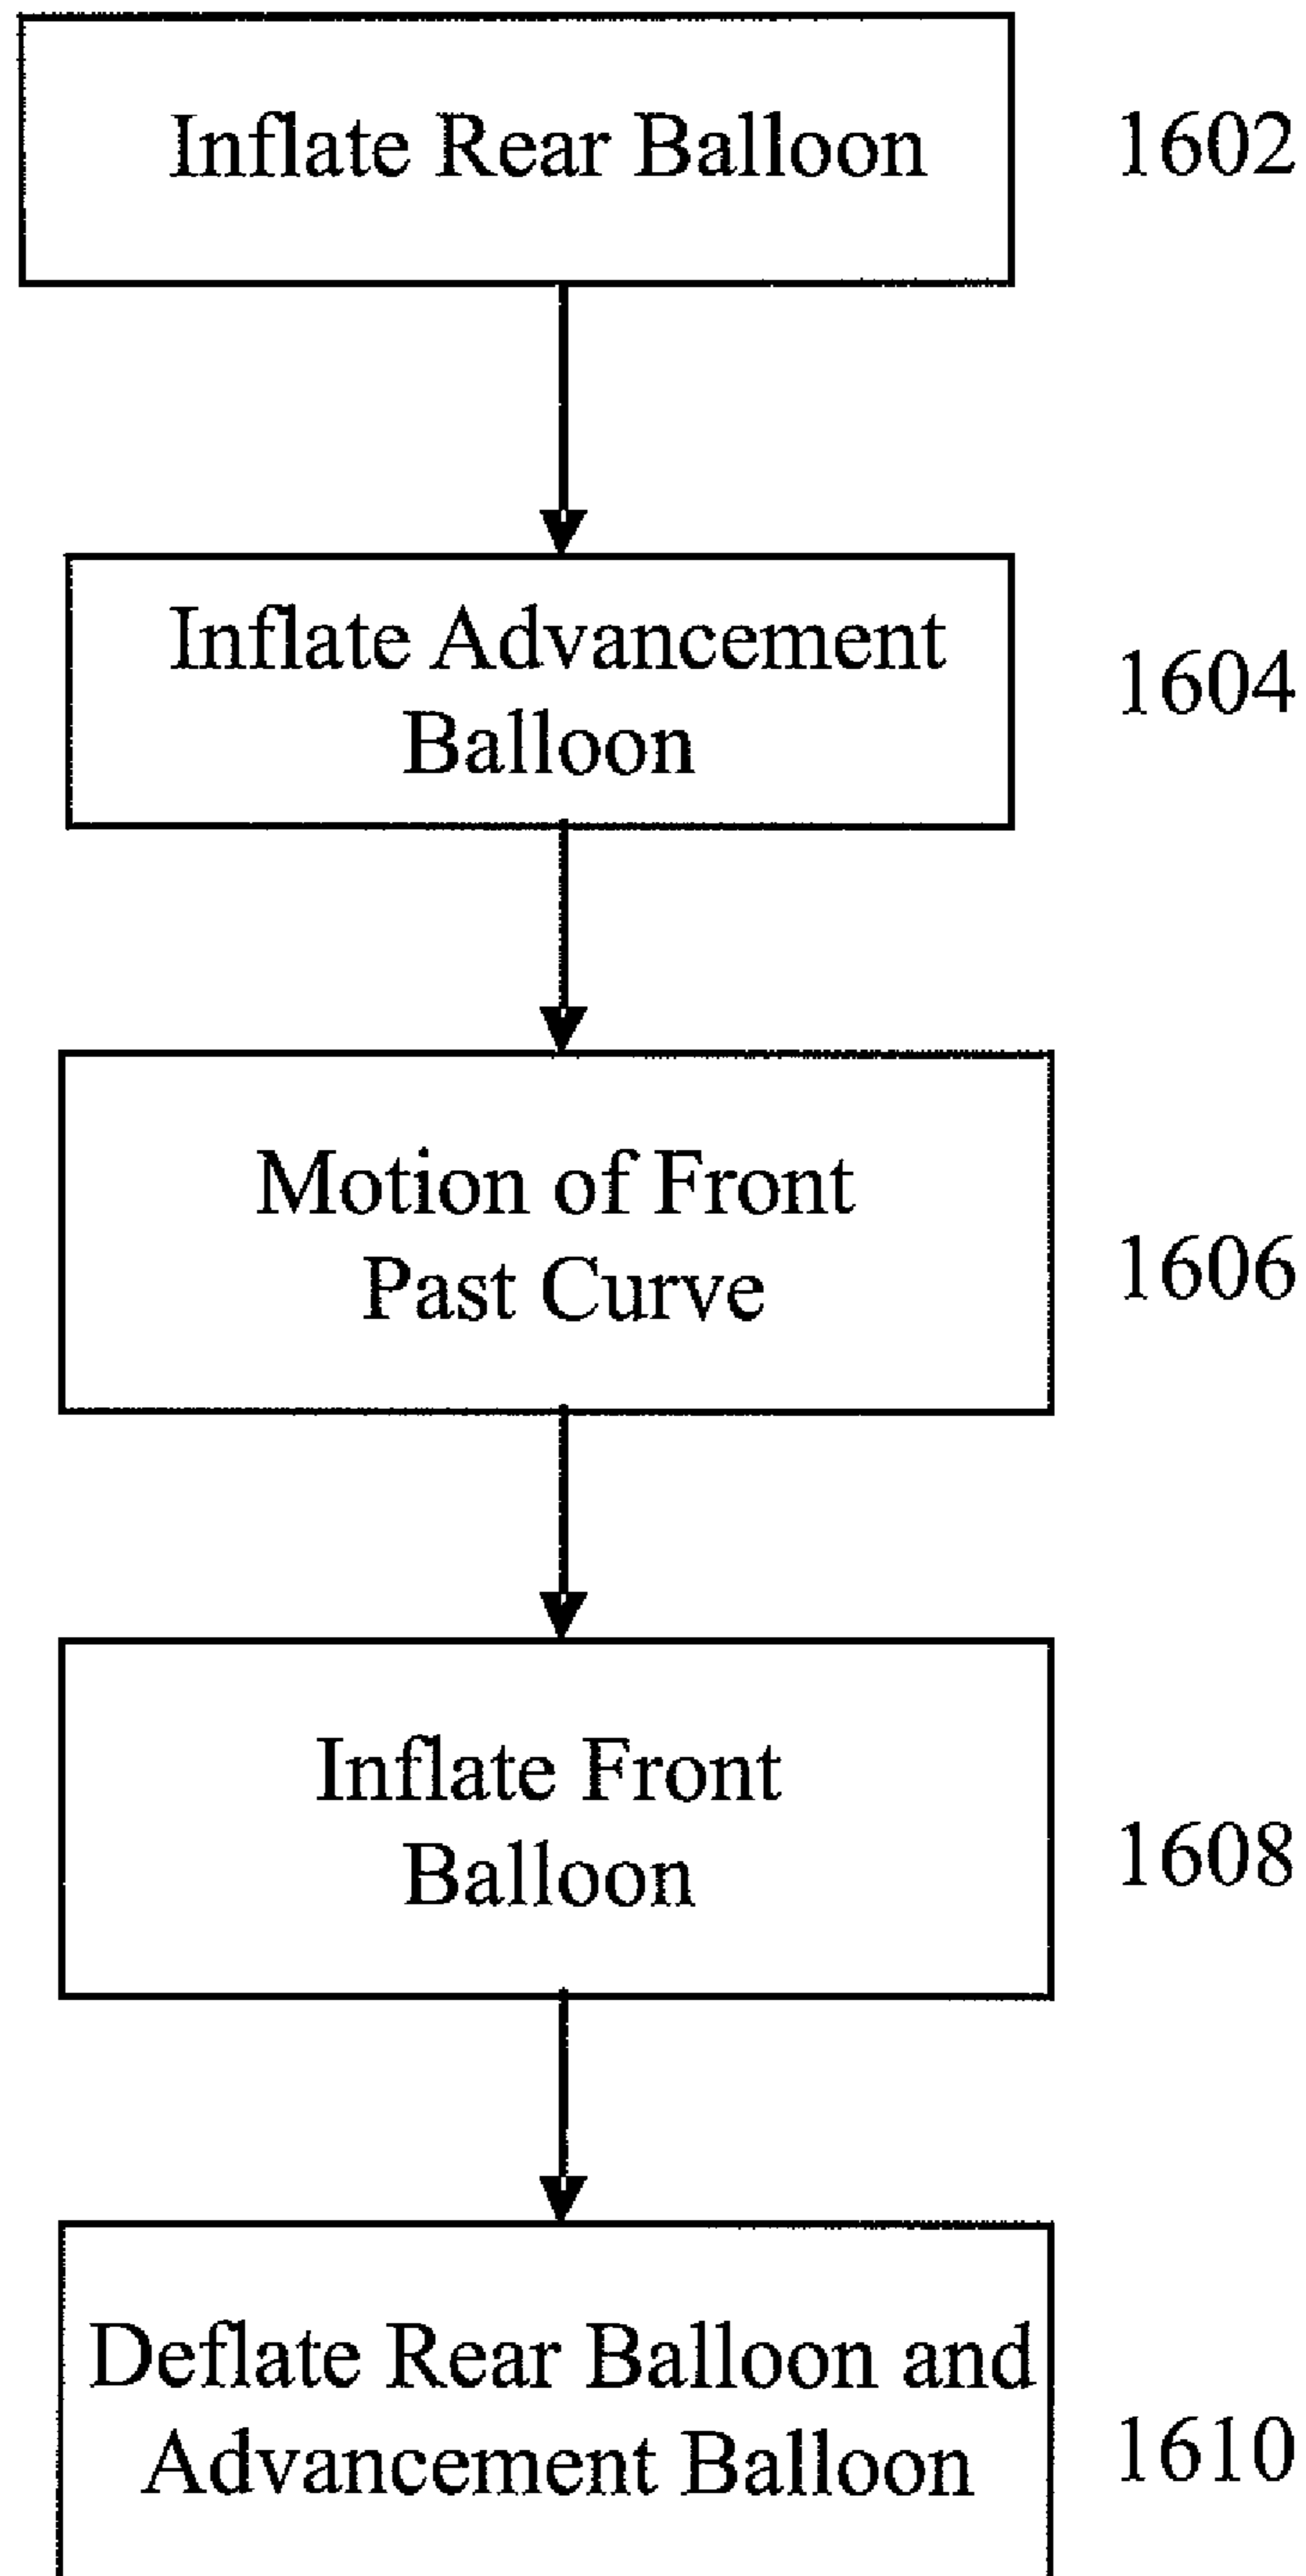 Inflate Rear Balloon
1602
Inflate Advancement
Balloon
1604
Motion of Front
Past Curve
1606
Inflate Front
Balloon
1608
Deflate Rear Balloon and
Advancement Balloon
1610